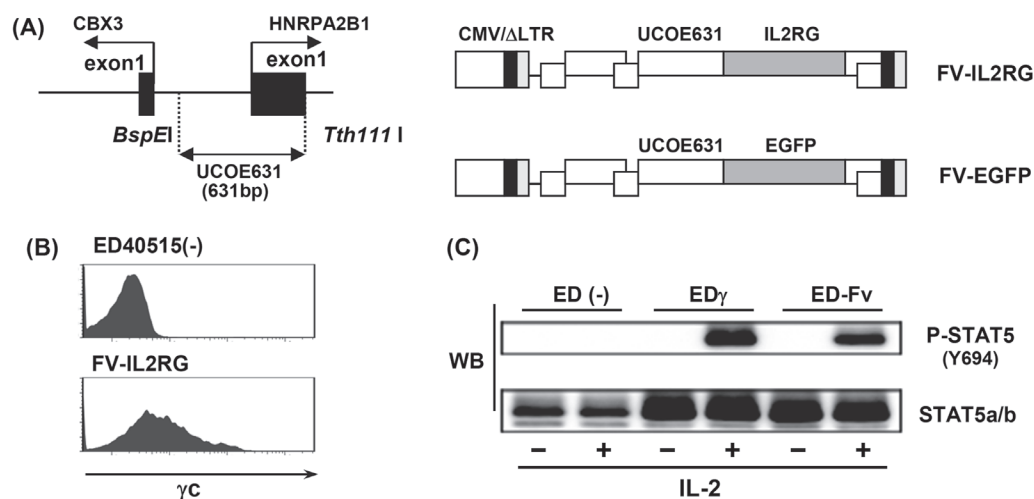 (A)
CBX3
HNRPA2B1
exon1
exon1
BspEI
Tth111 I
UCOE631
(631bp)
CMV/ΔLTR
UCOE631
IL2RG
FV-IL2RG
UCOE631
EGFP
FV-EGFP
(B)
ED40515(-)
FV-IL2RG
γc
(C)
ED (-)
EDγ
ED-Fv
WB
P-STAT5
(Y694)
STAT5a/b
− + − + − +
IL-2